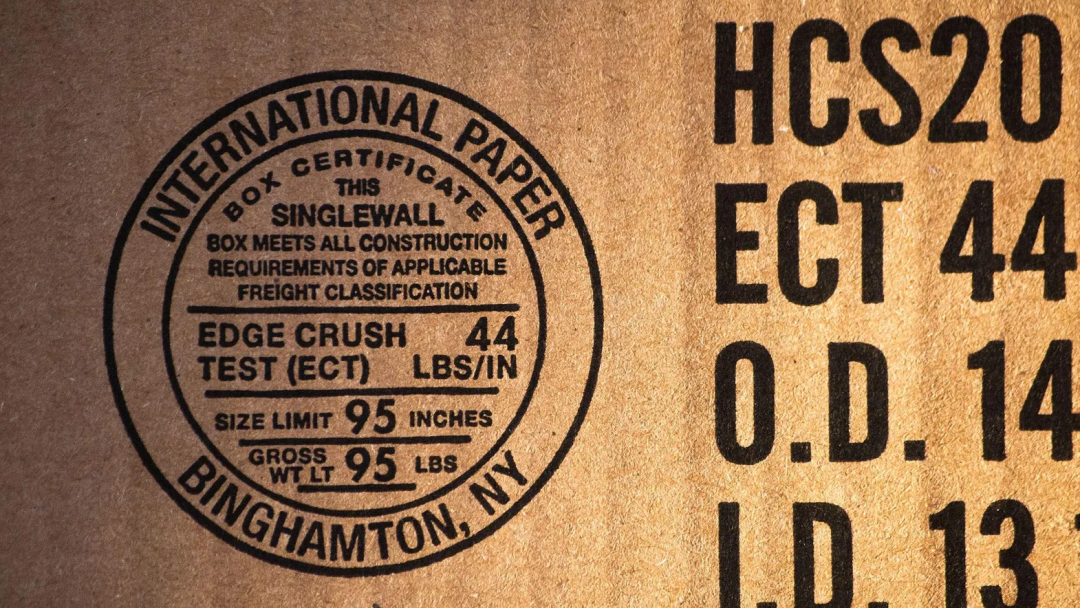 INTERNATIONAL PAPER
BOX CERTIFICATE
THIS
SINGLEWALL
BOX MEETS ALL CONSTRUCTION
REQUIREMENTS OF APPLICABLE
FREIGHT CLASSIFICATION
EDGE CRUSH 44
TEST (ECT) LBS/IN
SIZE LIMIT 95 INCHES
GROSS
WT LT 95 LBS
BINGHAMTON, NY
HCS20
ECT 44
O.D. 14
I.D. 13